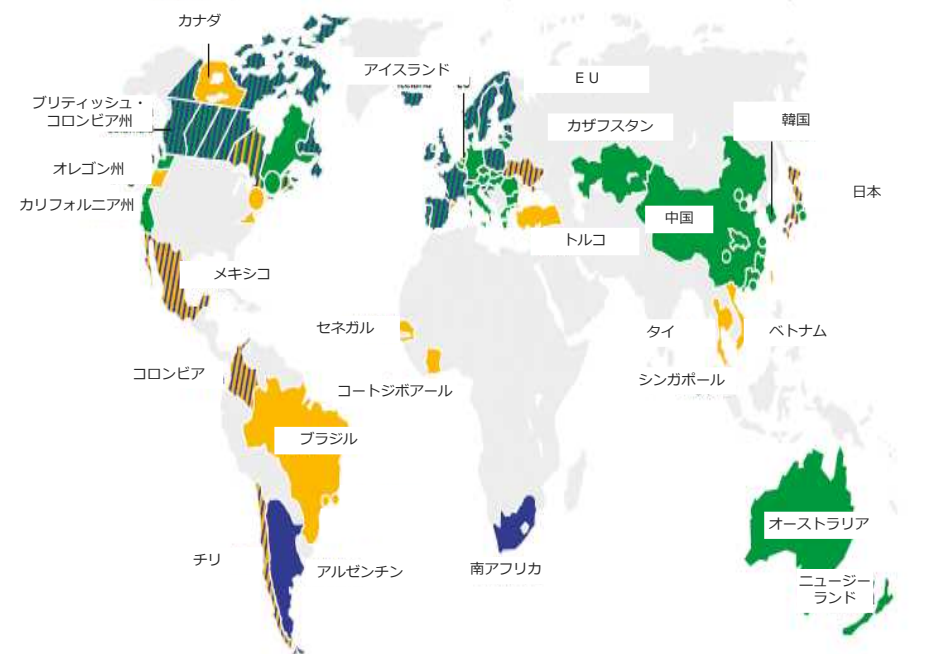 カナダ
アイスランド
ＥＵ
ブリティッシュ・
コロンビア州
カザフスタン
韓国
オレゴン州
日本
カリフォルニア州
中国
トルコ
メキシコ
セネガル
タイ
ベトナム
コロンビア
シンガポール
コートジボアール
ブラジル
オーストラリア
チリ
アルゼンチン
南アフリカ
ニュージー
ランド